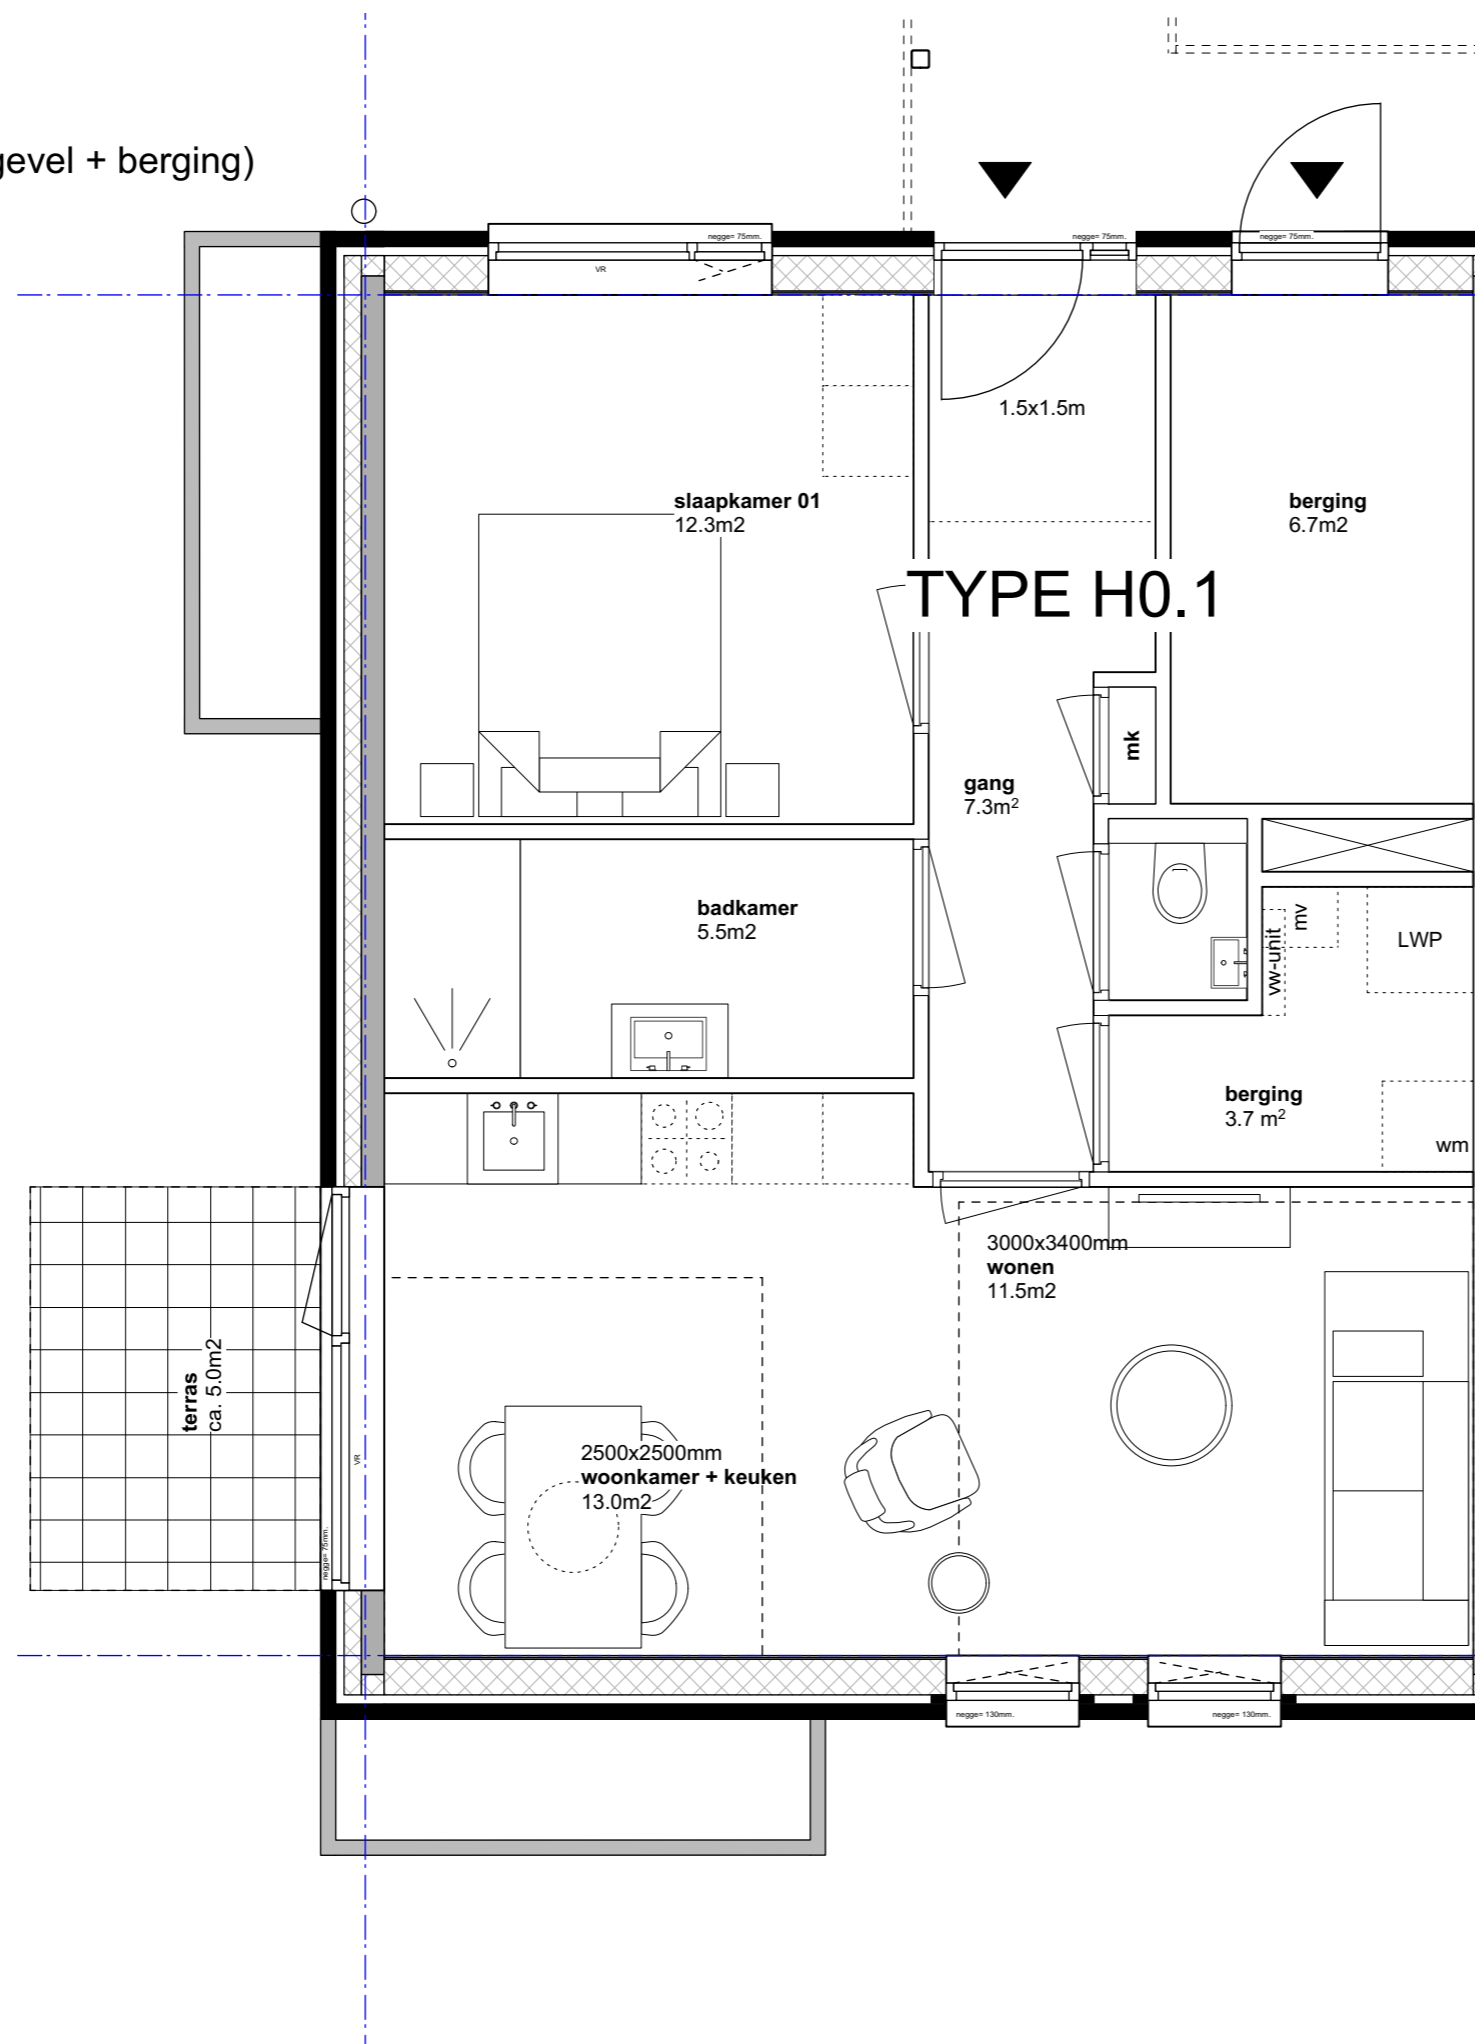 gevel + berging)
negge= 75mm.
negge= 75mm.
negge= 75mm.
VR
1.5x1.5m
slaapkamer 01
12.3m2
berging
6.7m2
TYPE H0.1
mk
gang
7.3m²
badkamer
5.5m2
vw-unit
mv
LWP
berging
3.7 m²
wm
3000x3400mm
wonen
11.5m2
terras
ca. 5.0m2
VR
2500x2500mm
woonkamer + keuken
13.0m2
negge= 75mm.
negge= 130mm.
negge= 130mm.